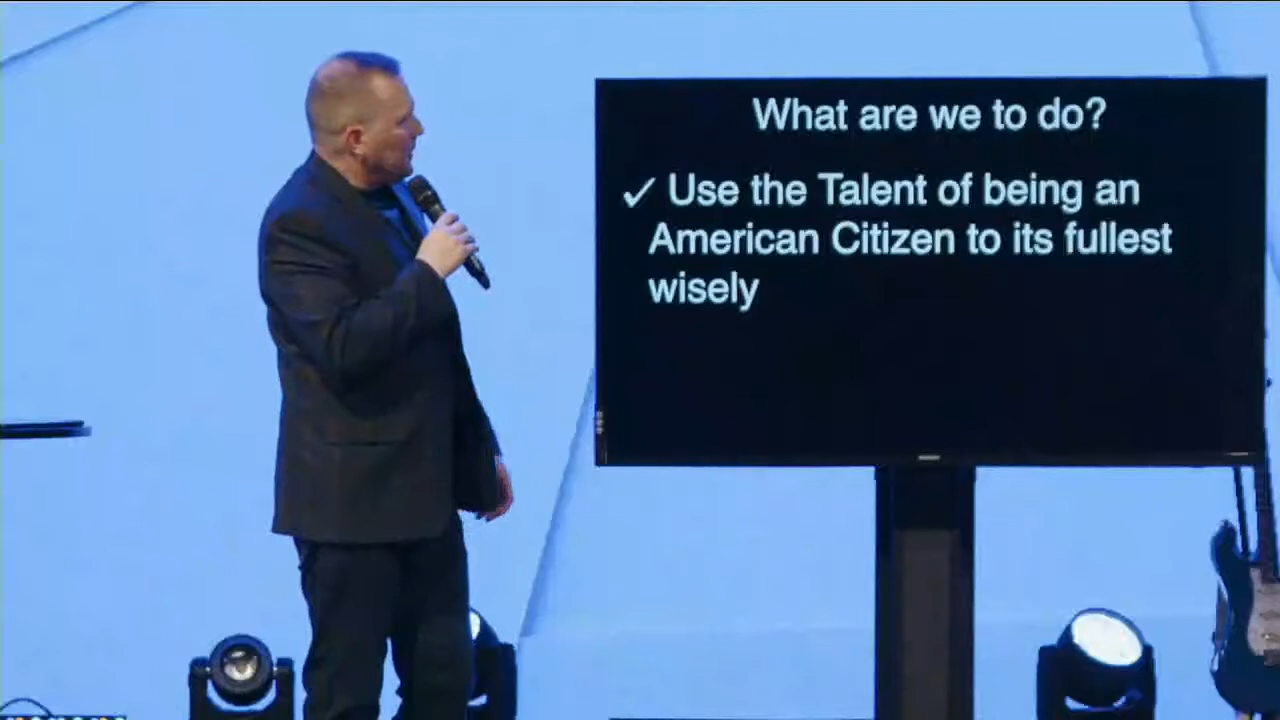 What are we to do?
✓ Use the Talent of being an
American Citizen to its fullest
wisely